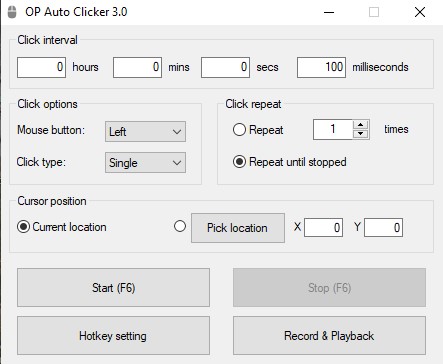 OP Auto Clicker 3.0
Click interval
0 hours 0 mins 0 secs 100 milliseconds
Click options
Mouse button: Left
Click type: Single
Click repeat
Repeat 1 times
Repeat until stopped
Cursor position
Current location Pick location X 0 Y 0
Start (F6) Stop (F6)
Hotkey setting Record & Playback